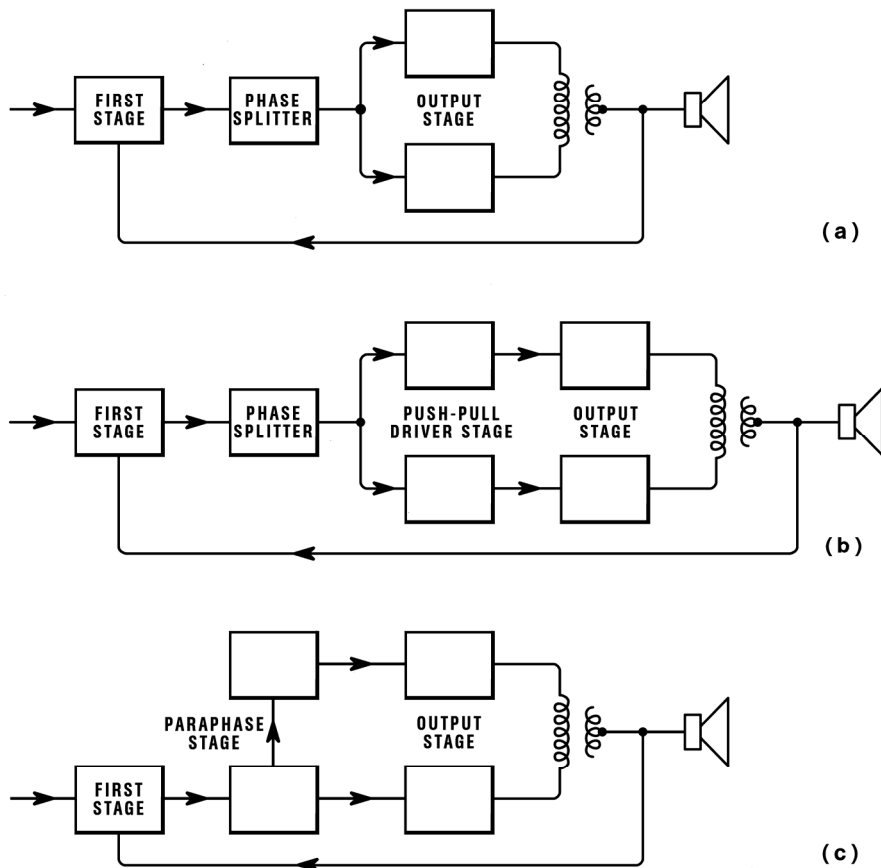 FIRST
STAGE
PHASE
SPLITTER
OUTPUT
STAGE
(a)
FIRST
STAGE
PHASE
SPLITTER
PUSH-PULL
DRIVER STAGE
OUTPUT
STAGE
(b)
PARAPHASE
STAGE
OUTPUT
STAGE
FIRST
STAGE
(c)